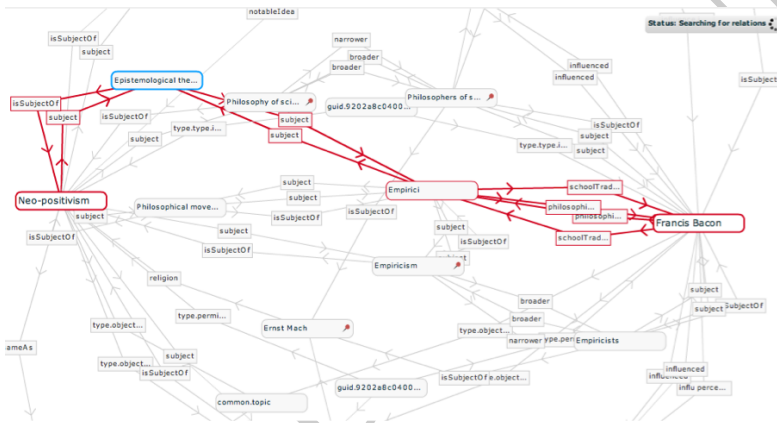 notableIdea
Status: Searching for relations
isSubjectOf
narrower
subject
broader
broader
influenced
influenced
isSubject
Epistemological the...
isSubjectOf
Philosophy of sci...
Philosophers of s...
guid.9202a8c0400...
subject
isSubjectOf
subject
type.type.i...
isSubjectOf
subject
subject
subject
type.type.i...
subject
subject
Empirici
schoolTrad...
Neo-positivism
subject
Philosophical move...
isSubjectOf
isSubjectOf
philosophi...
philosophi...
subject
Francis Bacon
isSubjectOf
subject
isSubjectOf
subject
isSubjectOf
schoolTrad...
Empiricism
religion
subject
broader
subject
type.permi...
broader
type.object...
Ernst Mach
type.object...
narrower
Empiricists
sameAs
subject
type.object...
isSubjectOf
guid.9202a8c0400...
isSubjectOf
influenced
influenced
common.topic